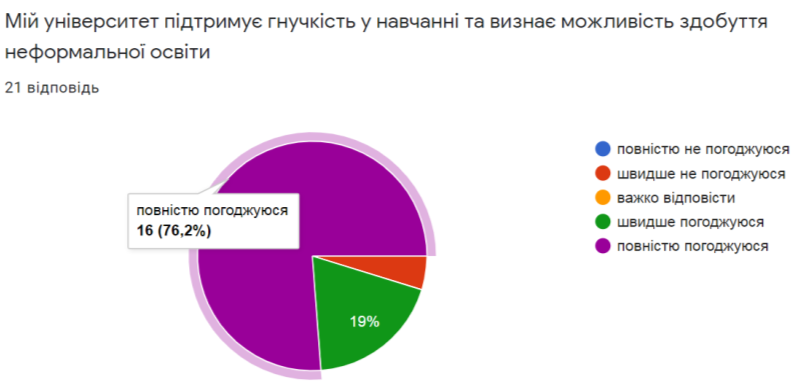 Мій університет підтримує гнучкість у навчанні та визнає можливість здобуття
неформальної освіти
21 відповідь
повністю погоджуюся
16 (76,2%)
19%
повністю не погоджуюся
швидше не погоджуюся
важко відповісти
швидше погоджуюся
повністю погоджуюся